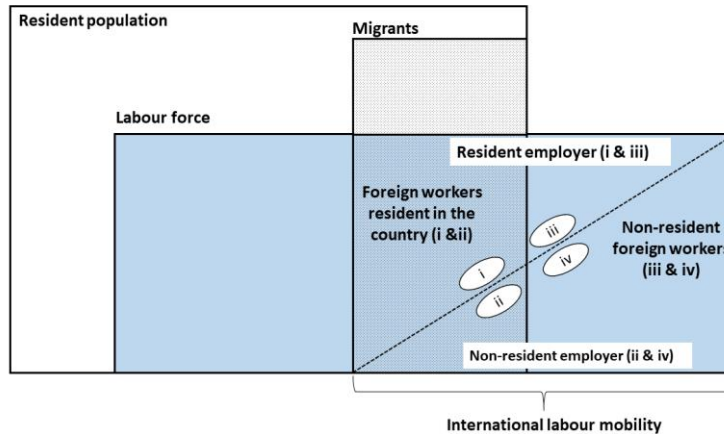 Resident population
Migrants
Labour force
Resident employer (i & iii)
Foreign workers
resident in the
country (i &ii)
Non-resident
foreign workers
(iii & iv)
iii
iv
i
ii
Non-resident employer (ii & iv)
International labour mobility